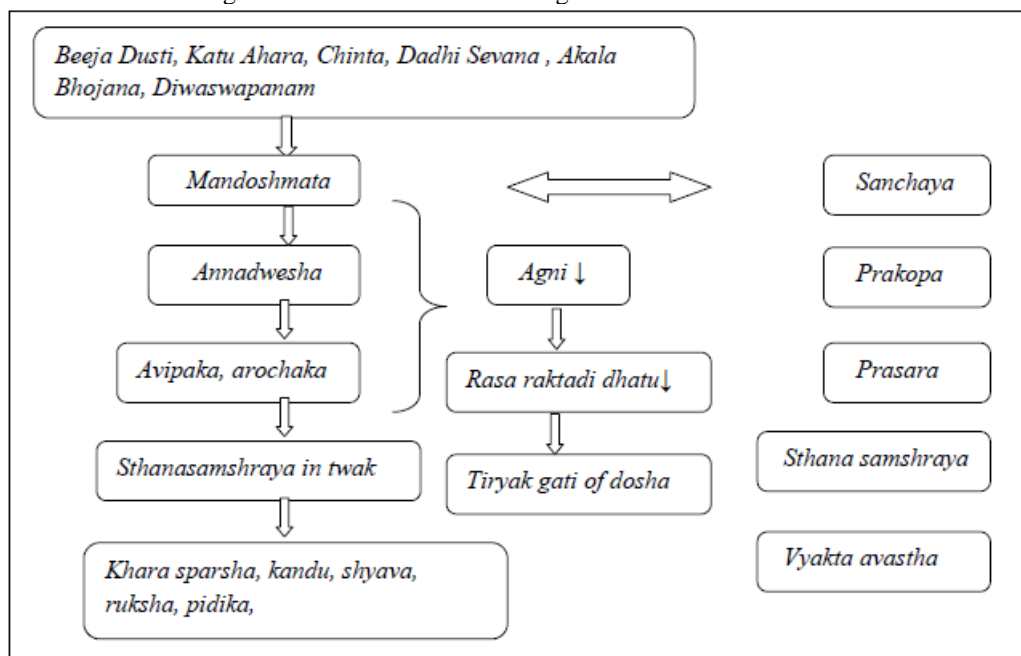 Beeja Dusti, Katu Ahara, Chinta, Dadhi Sevana , Akala
Bhojana, Diwaswapanam
Mandoshmata
Sanchaya
Annadwesha
Agni ↓
Prakopa
Avipaka, arochaka
Rasa raktadi dhatu↓
Prasara
Sthanasamshraya in twak
Tiryak gati of dosha
Sthana samshraya
Khara sparsha, kandu, shyava,
ruksha, pidika,
Vyakta avastha